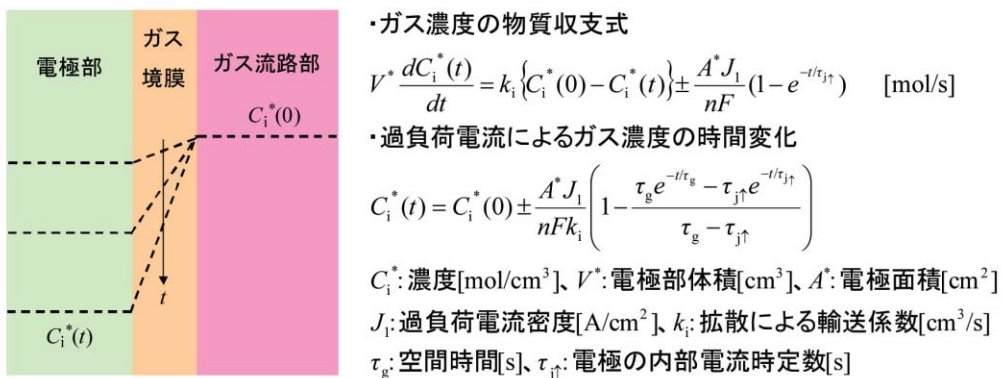 電極部
ガス
境膜
ガス流路部
C_i^*(0)
t
C_i^*(t)
・ガス濃度の物質収支式
V^* dC_i^*(t)/dt = k_i{C_i^*(0)−C_i^*(t)} ± A^*J_1/nF (1−e^{−t/τ_{j↑}}) [mol/s]
・過負荷電流によるガス濃度の時間変化
C_i^*(t) = C_i^*(0) ± A^*J_1/nFk_i (1 − (τ_g e^{−t/τ_g} − τ_{j↑} e^{−t/τ_{j↑}})/(τ_g − τ_{j↑}))
C_i^*:濃度[mol/cm^3]、V^*:電極部体積[cm^3]、A^*:電極面積[cm^2]
J_1:過負荷電流密度[A/cm^2]、k_i:拡散による輸送係数[cm^3/s]
τ_g:空間時間[s]、τ_{j↑}:電極の内部電流時定数[s]